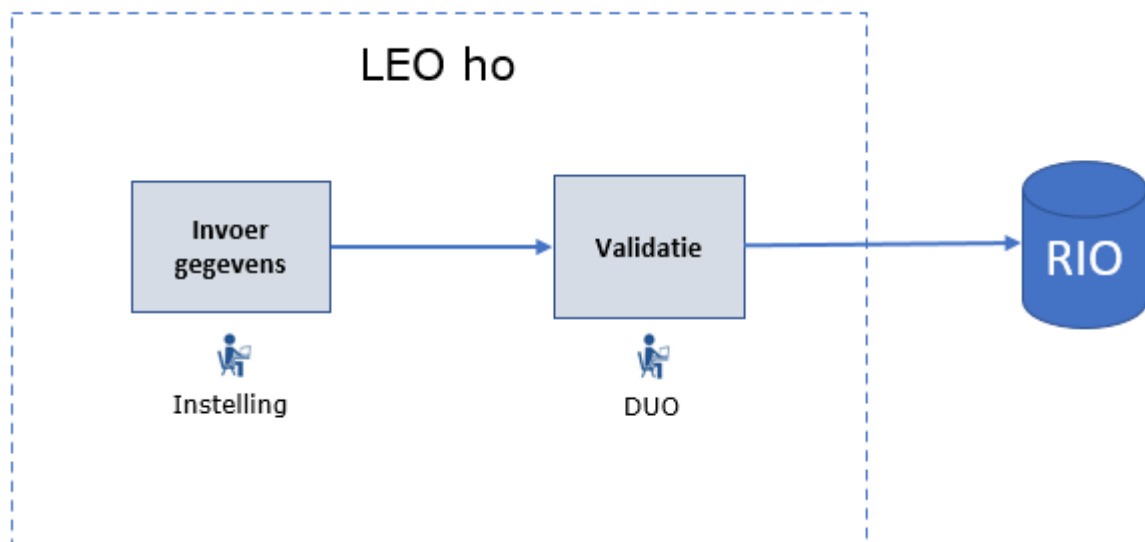 LEO ho
Invoer
gegevens
Validatie
RIO
Instelling
DUO